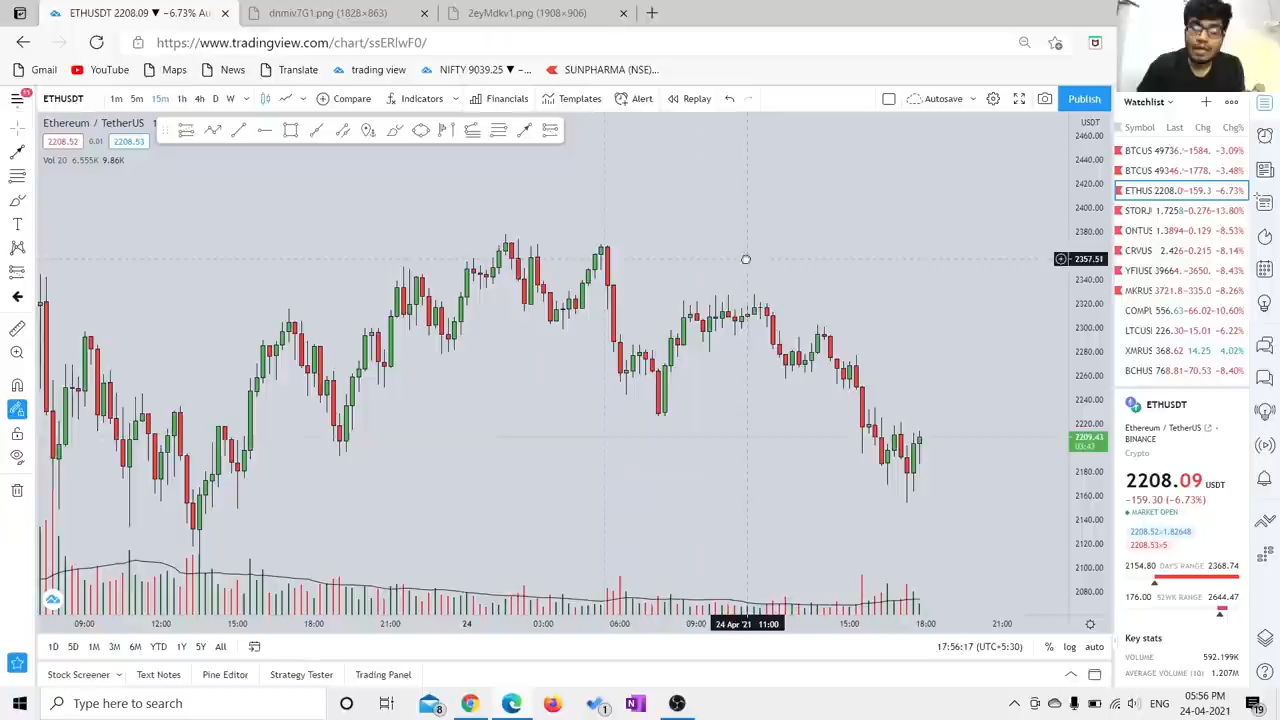 ETHUSDT 2208.09 ▼ −6.73% Au
dnmiv7G1.png (1828×863)
2eyMdkv1.png (1908×906)
https://www.tradingview.com/chart/ssERlwF0/
Gmail YouTube Maps News Translate trading view NIFTY 9039.25 ▼ −... SUNPHARMA (NSE)...
ETHUSDT 1m 5m 15m 1h 4h D W Compare Indicators Financials Templates Alert Replay Autosave Publish
Ethereum / TetherUS 1
2208.52 0.01 2208.53
Vol 20 6.555K 9.86K
USDT
2460.00
2440.00
2420.00
2400.00
2380.00
2357.51
2340.00
2320.00
2300.00
2280.00
2260.00
2240.00
2220.00
2209.43
03:43
2180.00
2160.00
2140.00
2120.00
2100.00
2080.00
09:00 12:00 15:00 18:00 21:00 24 03:00 06:00 09:00 24 Apr '21 11:00 15:00 18:00 21:00
1D 5D 1M 3M 6M YTD 1Y 5Y All 17:56:17 (UTC+5:30) % log auto
Stock Screener Text Notes Pine Editor Strategy Tester Trading Panel
Watchlist
Symbol Last Chg Chg%
BTCUS 49736. −1584. −3.09%
BTCUS 49346. −1778. −3.48%
ETHUS 2208.0 −159.3 −6.73%
STORJ 1.7258 −0.276 −13.80%
ONTUS 1.3894 −0.129 −8.53%
CRVUS 2.426 −0.215 −8.14%
YFIUS 39664. −3650. −8.43%
MKRUS 3721.8 −335.0 −8.26%
COMPU 556.63 −66.02 −10.60%
LTCUSI 226.30 −15.01 −6.22%
XMRUS 368.62 14.25 4.02%
BCHUS 768.81 −70.53 −8.40%
ETHUSDT
Ethereum / TetherUS
BINANCE
Crypto
2208.09 USDT
−159.30 (−6.73%)
MARKET OPEN
2208.52×1.82648
2208.53×5
2154.80 DAY'S RANGE 2368.74
176.00 52WK RANGE 2644.47
Key stats
VOLUME 592.199K
AVERAGE VOLUME (10) 1.207M
Type here to search
8
1
ENG
05:56 PM
24-04-2021
19